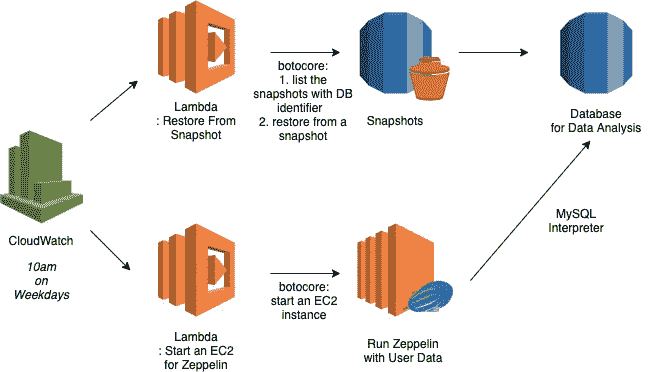 Lambda
: Restore From
Snapshot
botocore:
1. list the
snapshots with DB
identifier
2. restore from a
snapshot
Snapshots
Database
for Data Analysis
CloudWatch
10am
on
Weekdays
MySQL
Interpreter
Lambda
: Start an EC2
for Zeppelin
botocore:
start an EC2
instance
Run Zeppelin
with User Data